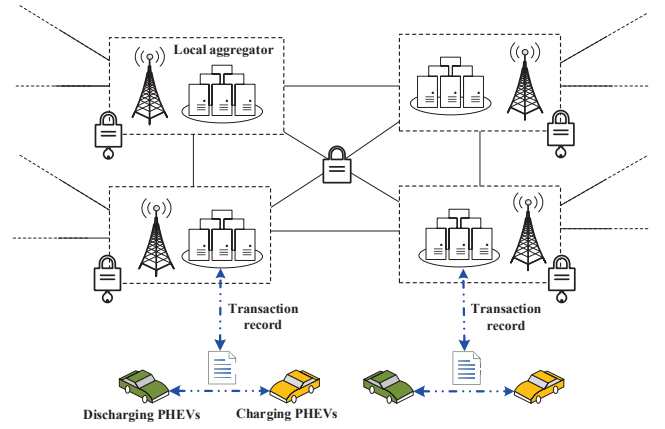 Local aggregator
Transaction
record
Transaction
record
Discharging PHEVs
Charging PHEVs